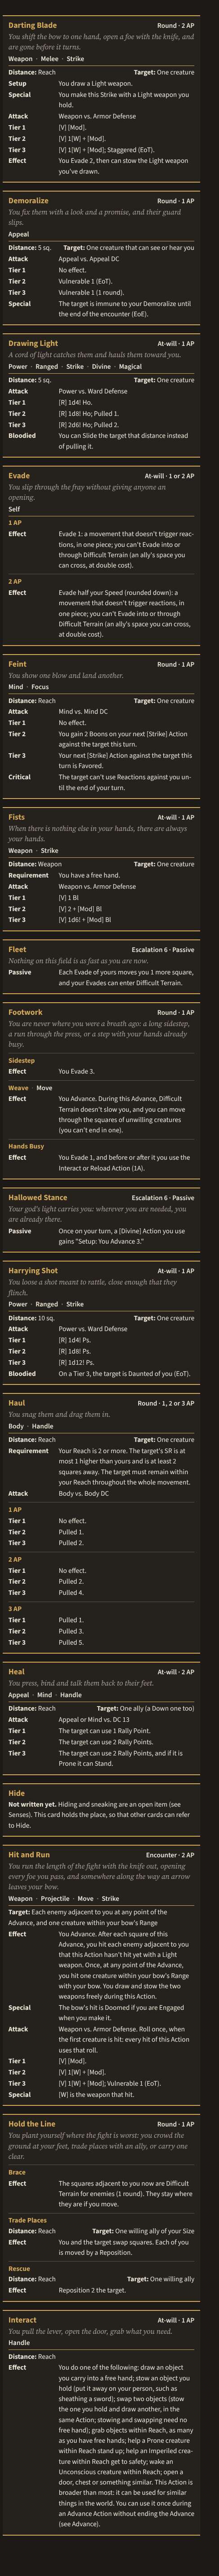 Darting Blade Round · 2 AP
You shift the bow to one hand, open a foe with the knife, and
are gone before it turns.
Weapon · Melee · Strike
Distance: Reach Target: One creature
Setup You draw a Light weapon.
Special You make this Strike with a Light weapon you
hold.
Attack Weapon vs. Armor Defense
Tier 1 [V] [Mod].
Tier 2 [V] 1[W] + [Mod].
Tier 3 [V] 1[W] + [Mod]; Staggered (EoT).
Effect You Evade 2, then can stow the Light weapon
you've drawn.
Demoralize Round · 1 AP
You fix them with a look and a promise, and their guard
slips.
Appeal
Distance: 5 sq. Target: One creature that can see or hear you
Attack Appeal vs. Appeal DC
Tier 1 No effect.
Tier 2 Vulnerable 1 (EoT).
Tier 3 Vulnerable 1 (1 round).
Special The target is immune to your Demoralize until
the end of the encounter (EoE).
Drawing Light At-will · 1 AP
A cord of light catches them and hauls them toward you.
Power · Ranged · Strike · Divine · Magical
Distance: 5 sq. Target: One creature
Attack Power vs. Ward Defense
Tier 1 [R] 1d4! Ho.
Tier 2 [R] 1d8! Ho; Pulled 1.
Tier 3 [R] 2d6! Ho; Pulled 2.
Bloodied You can Slide the target that distance instead
of pulling it.
Evade At-will · 1 or 2 AP
You slip through the fray without giving anyone an
opening.
Self
1 AP
Effect Evade 1: a movement that doesn't trigger reac-
tions, in one piece; you can't Evade into or
through Difficult Terrain (an ally's space you
can cross, at double cost).
2 AP
Effect Evade half your Speed (rounded down): a
movement that doesn't trigger reactions, in
one piece; you can't Evade into or through
Difficult Terrain (an ally's space you can cross,
at double cost).
Feint Round · 1 AP
You show one blow and land another.
Mind · Focus
Distance: Reach Target: One creature
Attack Mind vs. Mind DC
Tier 1 No effect.
Tier 2 You gain 2 Boons on your next [Strike] Action
against the target this turn.
Tier 3 Your next [Strike] Action against the target this
turn is Favored.
Critical The target can't use Reactions against you un-
til the end of your turn.
Fists At-will · 1 AP
When there is nothing else in your hands, there are always
your hands.
Weapon · Strike
Distance: Weapon Target: One creature
Requirement You have a free hand.
Attack Weapon vs. Armor Defense
Tier 1 [V] 1 Bl
Tier 2 [V] 2 + [Mod] Bl
Tier 3 [V] 1d6! + [Mod] Bl
Fleet Escalation 6 · Passive
Nothing on this field is as fast as you are now.
Passive Each Evade of yours moves you 1 more square,
and your Evades can enter Difficult Terrain.
Footwork Round · 1 AP
You are never where you were a breath ago: a long sidestep,
a run through the press, or a step with your hands already
busy.
Sidestep
Effect You Evade 3.
Weave · Move
Effect You Advance. During this Advance, Difficult
Terrain doesn't slow you, and you can move
through the squares of unwilling creatures
(you can't end in one).
Hands Busy
Effect You Evade 1, and before or after it you use the
Interact or Reload Action (1A).
Hallowed Stance Escalation 6 · Passive
Your god's light carries you: wherever you are needed, you
are already there.
Passive Once on your turn, a [Divine] Action you use
gains "Setup: You Advance 3."
Harrying Shot At-will · 1 AP
You loose a shot meant to rattle, close enough that they
flinch.
Power · Ranged · Strike
Distance: 10 sq. Target: One creature
Attack Power vs. Ward Defense
Tier 1 [R] 1d4! Ps.
Tier 2 [R] 1d8! Ps.
Tier 3 [R] 1d12! Ps.
Bloodied On a Tier 3, the target is Daunted of you (EoT).
Haul Round · 1, 2 or 3 AP
You snag them and drag them in.
Body · Handle
Distance: Reach Target: One creature
Requirement Your Reach is 2 or more. The target's SR is at
most 1 higher than yours and is at least 2
squares away. The target must remain within
your Reach throughout the whole movement.
Attack Body vs. Body DC
1 AP
Tier 1 No effect.
Tier 2 Pulled 1.
Tier 3 Pulled 2.
2 AP
Tier 1 No effect.
Tier 2 Pulled 2.
Tier 3 Pulled 4.
3 AP
Tier 1 Pulled 1.
Tier 2 Pulled 3.
Tier 3 Pulled 5.
Heal At-will · 2 AP
You press, bind and talk them back to their feet.
Appeal · Mind · Handle
Distance: Reach Target: One ally (a Down one too)
Attack Appeal or Mind vs. DC 13
Tier 1 The target can use 1 Rally Point.
Tier 2 The target can use 2 Rally Points.
Tier 3 The target can use 2 Rally Points, and if it is
Prone it can Stand.
Hide
Not written yet. Hiding and sneaking are an open item (see
Senses). This card holds the place, so that other cards can refer
to Hide.
Hit and Run Encounter · 2 AP
You run the length of the fight with the knife out, opening
every foe you pass, and somewhere along the way an arrow
leaves your bow.
Weapon · Projectile · Move · Strike
Target: Each enemy adjacent to you at any point of the
Advance, and one creature within your bow's Range
Effect You Advance. After each square of this
Advance, you hit each enemy adjacent to you
that this Action hasn't hit yet with a Light
weapon. Once, at any point of the Advance,
you hit one creature within your bow's Range
with your bow. You draw and stow the two
weapons freely during this Action.
Special The bow's hit is Doomed if you are Engaged
when you make it.
Attack Weapon vs. Armor Defense. Roll once, when
the first creature is hit: every hit of this Action
uses that roll.
Tier 1 [V] [Mod].
Tier 2 [V] 1[W] + [Mod].
Tier 3 [V] 1[W] + [Mod]; Vulnerable 1 (EoT).
Special [W] is the weapon that hit.
Hold the Line Round · 1 AP
You plant yourself where the fight is worst: you crowd the
ground at your feet, trade places with an ally, or carry one
clear.
Brace
Effect The squares adjacent to you now are Difficult
Terrain for enemies (1 round). They stay where
they are if you move.
Trade Places
Distance: Reach Target: One willing ally of your Size
Effect You and the target swap squares. Each of you
is moved by a Reposition.
Rescue
Distance: Reach Target: One willing ally
Effect Reposition 2 the target.
Interact At-will · 1 AP
You pull the lever, open the door, grab what you need.
Handle
Distance: Reach
Effect You do one of the following: draw an object
you carry into a free hand; stow an object you
hold (put it away on your person, such as
sheathing a sword); swap two objects (stow
the one you hold and draw another, in the
same Action; stowing and swapping need no
free hand); grab objects within Reach, as many
as you have free hands; help a Prone creature
within Reach stand up; help an Imperiled crea-
ture within Reach get to safety; wake an
Unconscious creature within Reach; open a
door, chest or something similar. This Action is
broader than most: it can be used for similar
things in the world. You can use it once during
an Advance Action without ending the Advance
(see Advance).